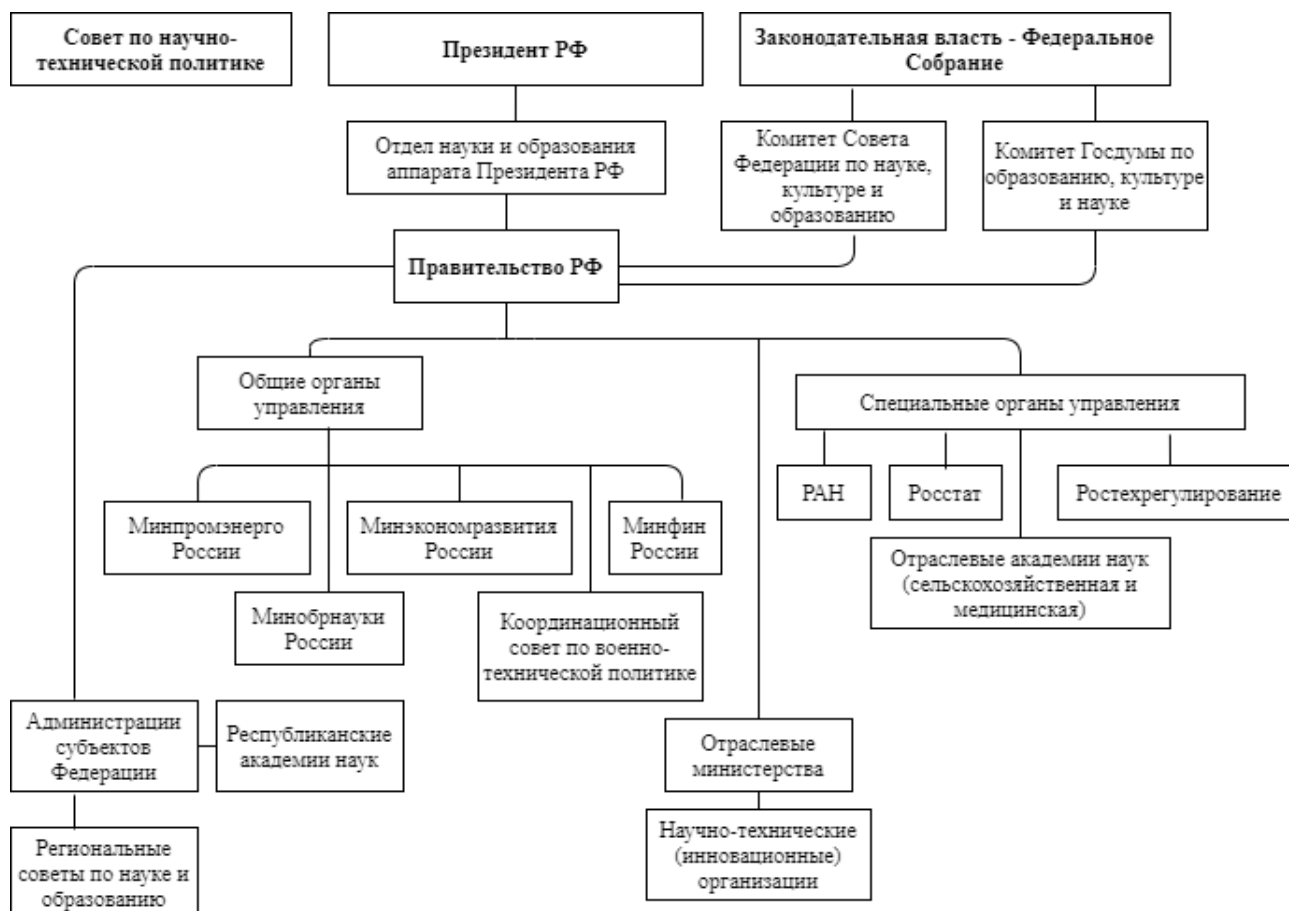 Совет по научно-
технической политике
Президент РФ
Законодательная власть - Федеральное
Собрание
Отдел науки и образования
аппарата Президента РФ
Комитет Совета
Федерации по науке,
культуре и
образованию
Комитет Госдумы по
образованию, культуре
и науке
Правительство РФ
Общие органы
управления
Специальные органы управления
РАН
Росстат
Ростехрегулирование
Минпромэнерго
России
Минэкономразвития
России
Минфин
России
Отраслевые академии наук
(сельскохозяйственная и
медицинская)
Минобрнауки
России
Координационный
совет по военно-
технической политике
Администрации
субъектов
Федерации
Республиканские
академии наук
Отраслевые
министерства
Региональные
советы по науке и
образованию
Научно-технические
(инновационные)
организации